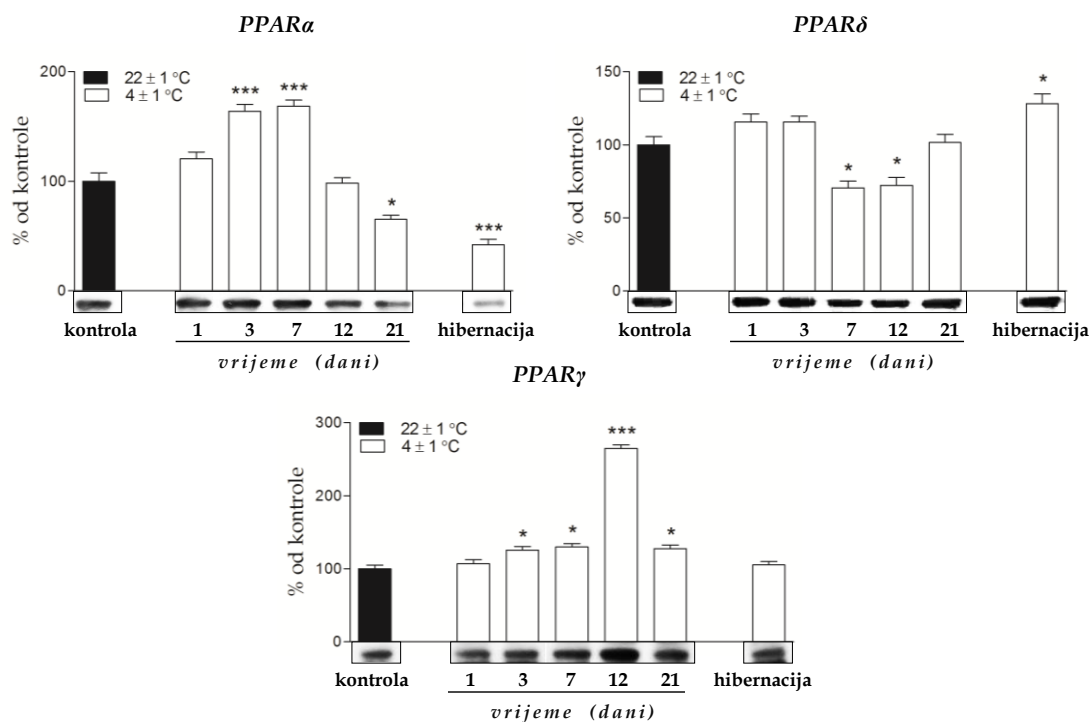 PPARα
% od kontrole
200
100
0
22 ± 1 °C
4 ± 1 °C
***
***
*
***
kontrola
1 3 7 12 21
hibernacija
vrijeme (dani)
PPARδ
% od kontrole
150
100
50
0
22 ± 1 °C
4 ± 1 °C
*
*
*
kontrola
1 3 7 12 21
hibernacija
vrijeme (dani)
PPARγ
% od kontrole
300
200
100
0
22 ± 1 °C
4 ± 1 °C
*
*
***
*
kontrola
1 3 7 12 21
hibernacija
vrijeme (dani)